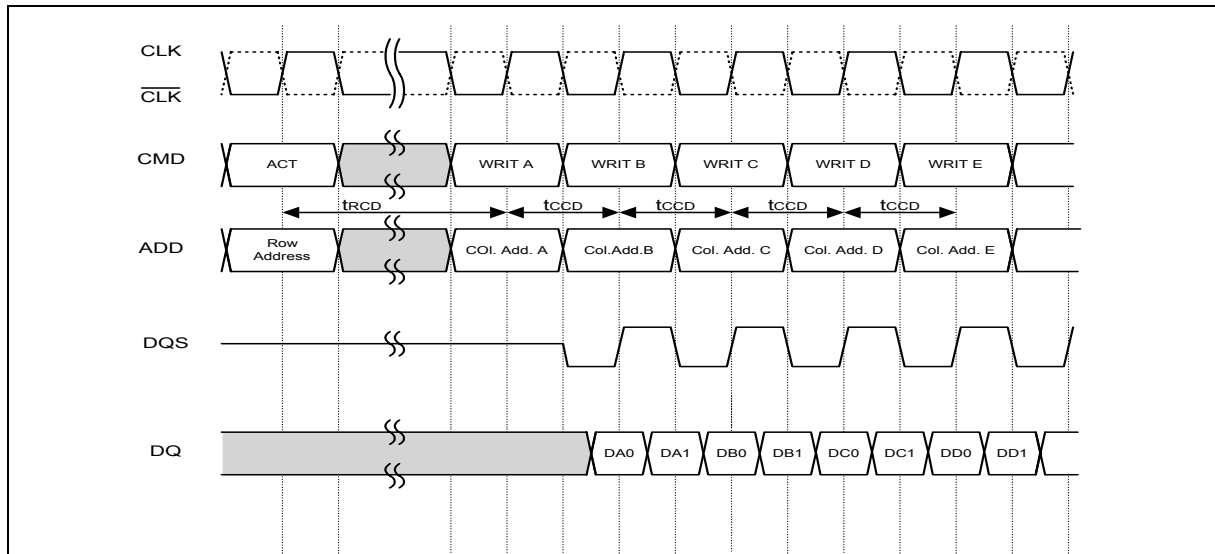 CLK
CLK
CMD
ACT
WRIT A
WRIT B
WRIT C
WRIT D
WRIT E
tRCD
tCCD
tCCD
tCCD
tCCD
ADD
Row
Address
COl. Add. A
Col.Add.B
Col. Add. C
Col. Add. D
Col. Add. E
DQS
DQ
DA0
DA1
DB0
DB1
DC0
DC1
DD0
DD1